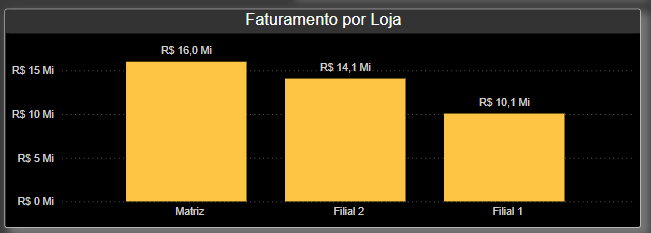 Faturamento por Loja
R$ 16,0 Mi
R$ 14,1 Mi
R$ 10,1 Mi
R$ 15 Mi
R$ 10 Mi
R$ 5 Mi
R$ 0 Mi
Matriz
Filial 2
Filial 1